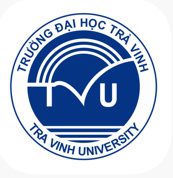 TRƯỜNG ĐẠI HỌC TRÀ VINH
TVU
TRA VINH UNIVERSITY